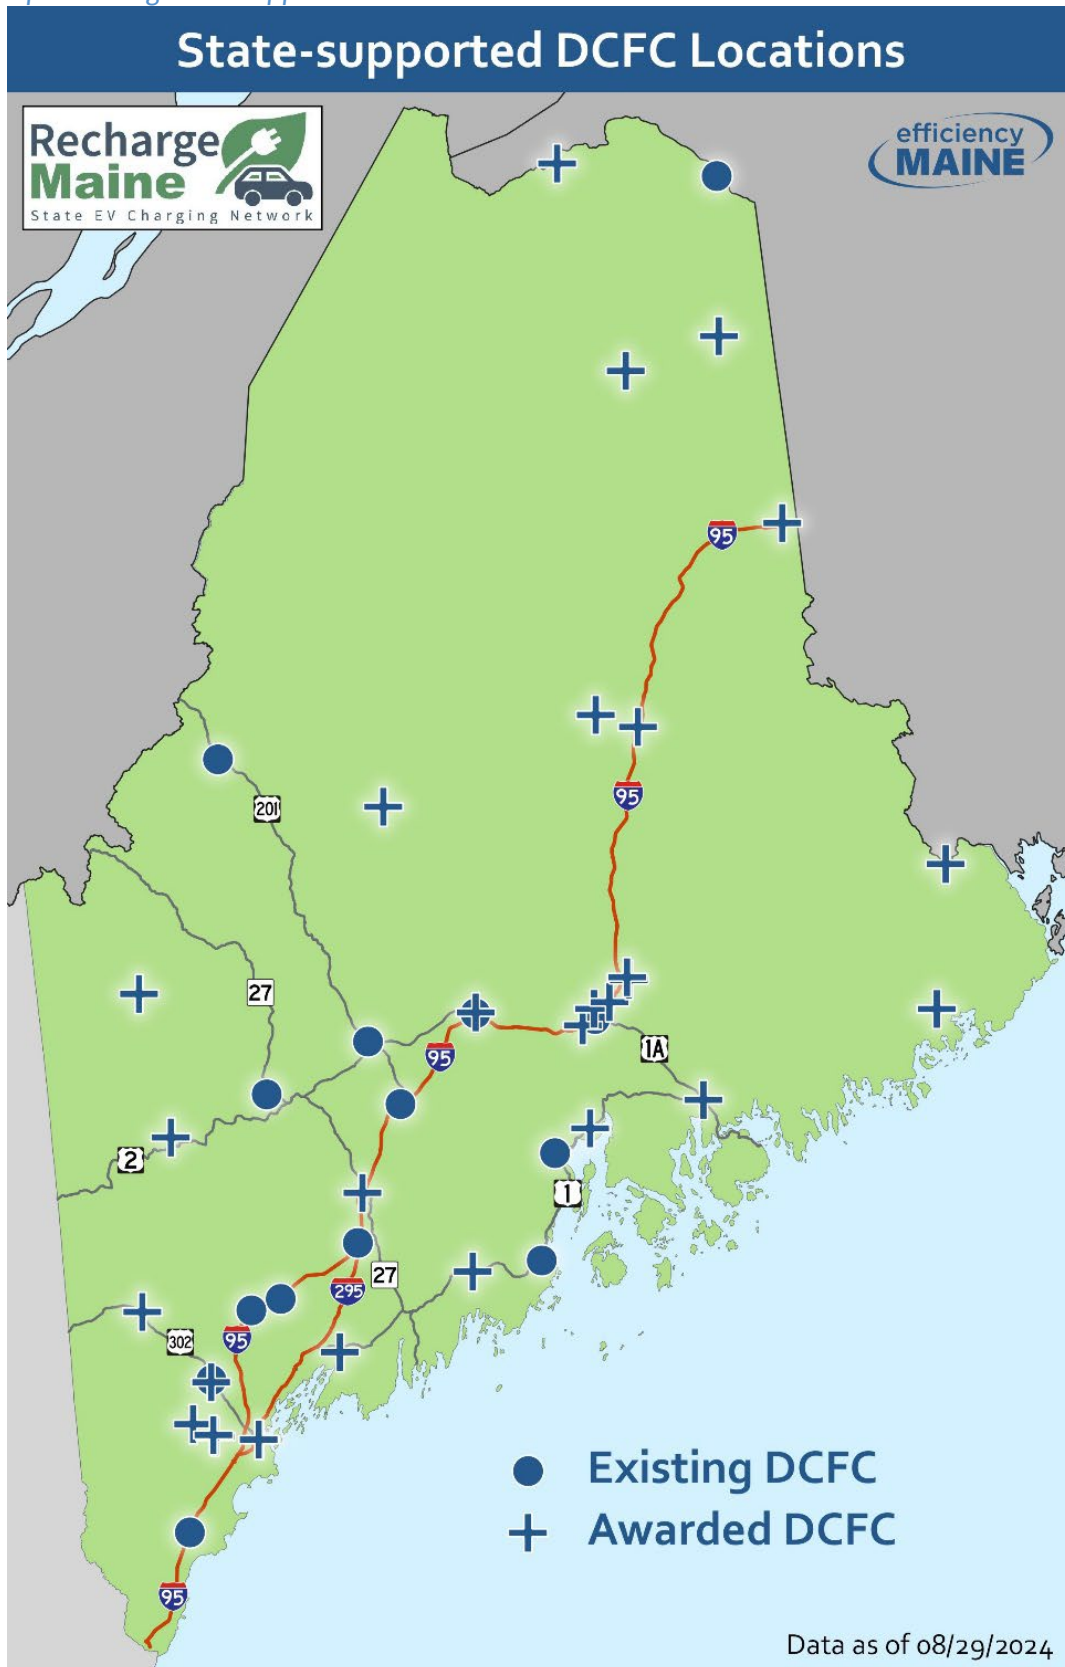 State-supported DCFC Locations
Recharge
Maine
State EV Charging Network
efficiency
MAINE
95
95
201
27
1A
95
2
1
27
295
302
95
Existing DCFC
Awarded DCFC
95
Data as of 08/29/2024